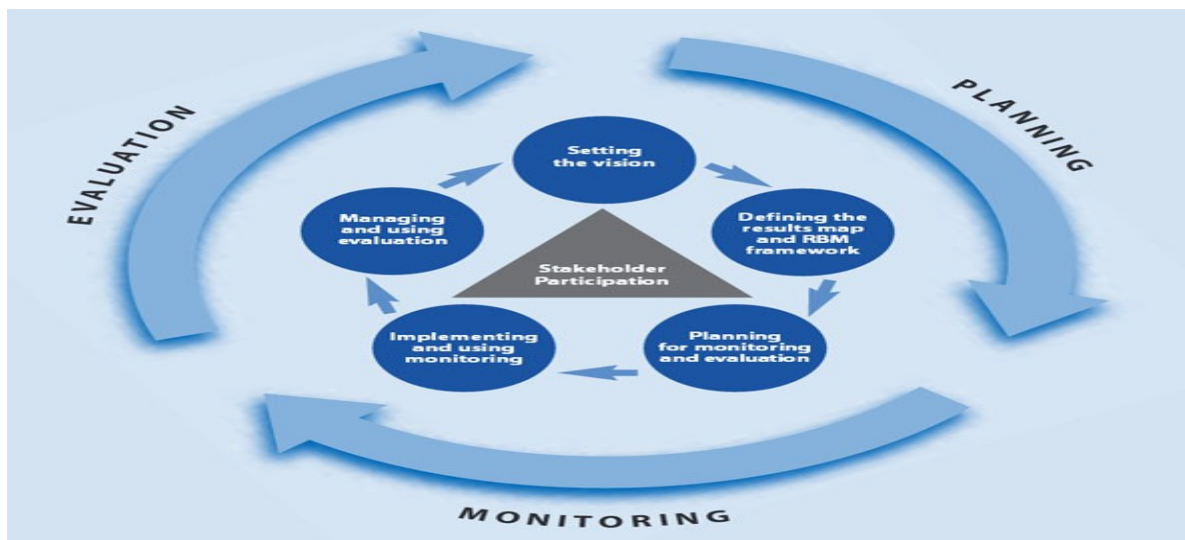 EVALUATION
PLANNING
Setting
the vision
Managing
and using
evaluation
Defining the
results map
and RBM
framework
Stakeholder
Participation
Implementing
and using
monitoring
Planning
for monitoring
and evaluation
MONITORING